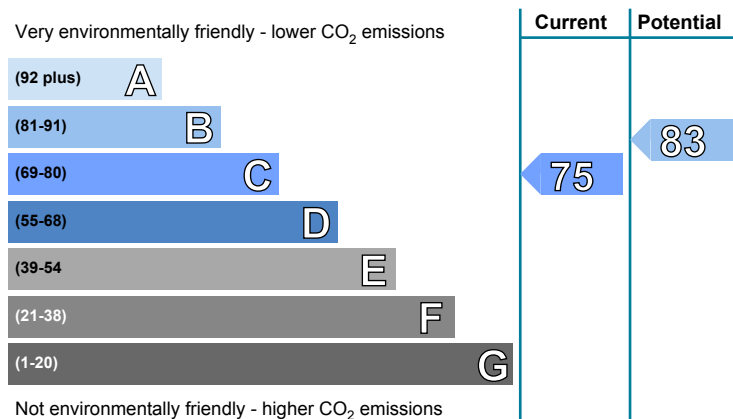 Very environmentally friendly - lower CO₂ emissions
Current Potential
(92 plus) A
(81-91) B
(69-80) C
(55-68) D
(39-54 E
(21-38) F
(1-20) G
75
83
Not environmentally friendly - higher CO₂ emissions